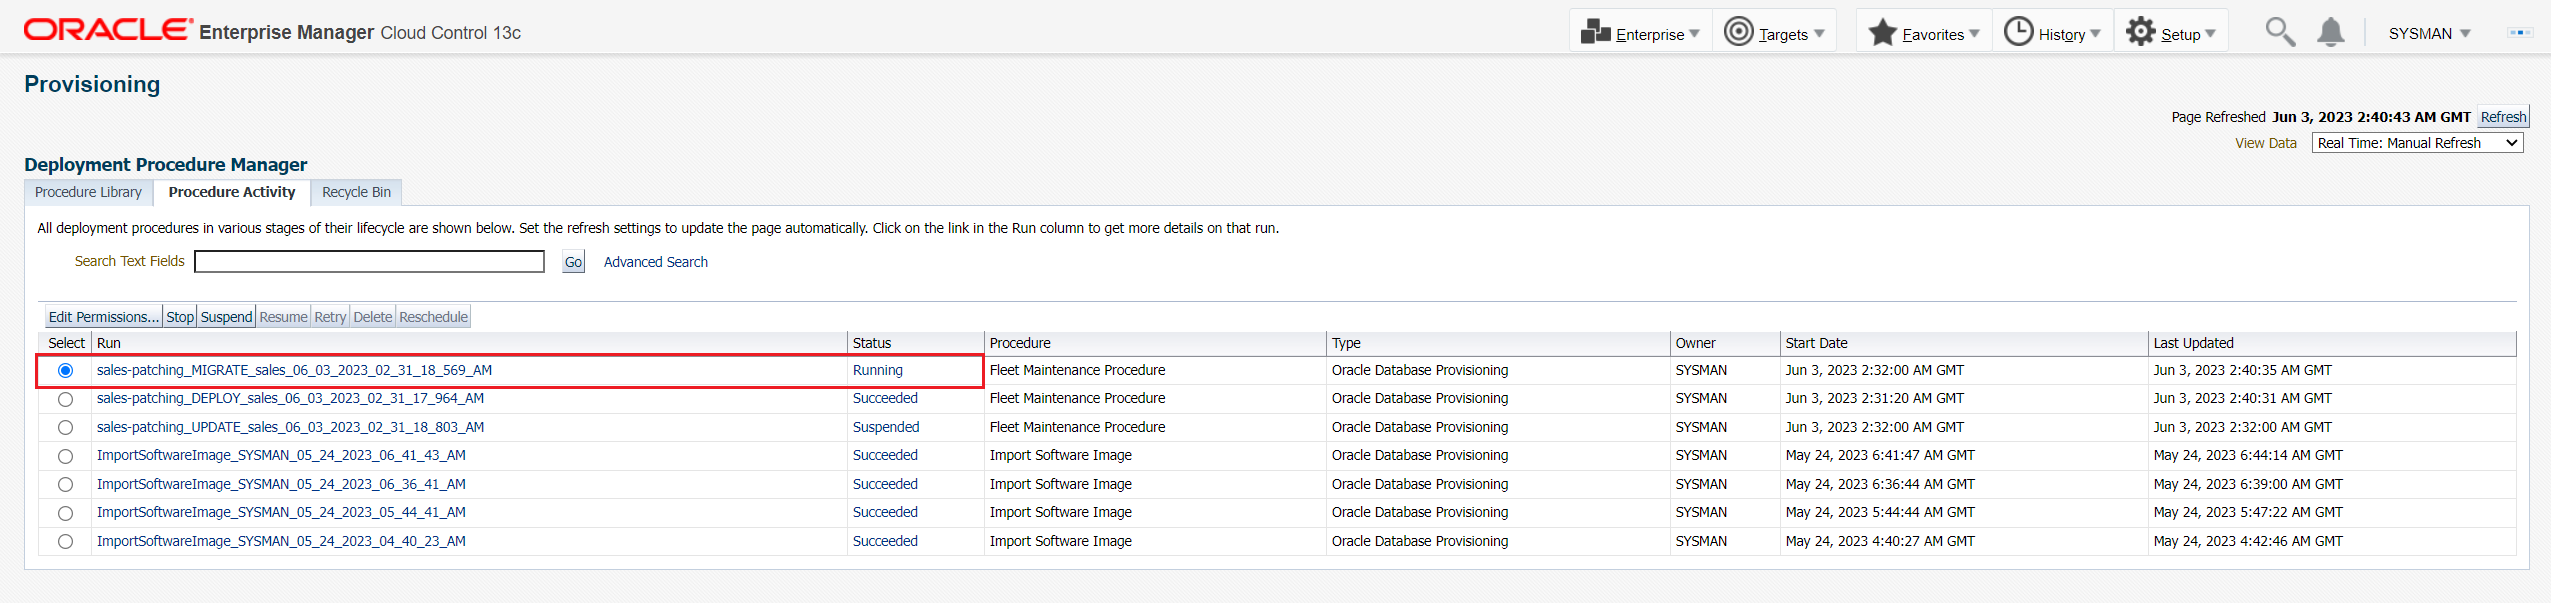 ORACLE Enterprise Manager Cloud Control 13c Enterprise Targets Favorites History Setup SYSMAN
Provisioning
Page Refreshed Jun 3, 2023 2:40:43 AM GMT Refresh
View Data Real Time: Manual Refresh
Deployment Procedure Manager
Procedure Library Procedure Activity Recycle Bin
All deployment procedures in various stages of their lifecycle are shown below. Set the refresh settings to update the page automatically. Click on the link in the Run column to get more details on that run.
Search Text Fields Go Advanced Search
Edit Permissions... Stop Suspend Resume Retry Delete Reschedule
Select Run Status Procedure Type Owner Start Date Last Updated
sales-patching_MIGRATE_sales_06_03_2023_02_31_18_569_AM Running Fleet Maintenance Procedure Oracle Database Provisioning SYSMAN Jun 3, 2023 2:32:00 AM GMT Jun 3, 2023 2:40:35 AM GMT
sales-patching_DEPLOY_sales_06_03_2023_02_31_17_964_AM Succeeded Fleet Maintenance Procedure Oracle Database Provisioning SYSMAN Jun 3, 2023 2:31:20 AM GMT Jun 3, 2023 2:40:31 AM GMT
sales-patching_UPDATE_sales_06_03_2023_02_31_18_803_AM Suspended Fleet Maintenance Procedure Oracle Database Provisioning SYSMAN Jun 3, 2023 2:32:00 AM GMT Jun 3, 2023 2:32:00 AM GMT
ImportSoftwareImage_SYSMAN_05_24_2023_06_41_43_AM Succeeded Import Software Image Oracle Database Provisioning SYSMAN May 24, 2023 6:41:47 AM GMT May 24, 2023 6:44:14 AM GMT
ImportSoftwareImage_SYSMAN_05_24_2023_06_36_41_AM Succeeded Import Software Image Oracle Database Provisioning SYSMAN May 24, 2023 6:36:44 AM GMT May 24, 2023 6:39:00 AM GMT
ImportSoftwareImage_SYSMAN_05_24_2023_05_44_41_AM Succeeded Import Software Image Oracle Database Provisioning SYSMAN May 24, 2023 5:44:44 AM GMT May 24, 2023 5:47:22 AM GMT
ImportSoftwareImage_SYSMAN_05_24_2023_04_40_23_AM Succeeded Import Software Image Oracle Database Provisioning SYSMAN May 24, 2023 4:40:27 AM GMT May 24, 2023 4:42:46 AM GMT